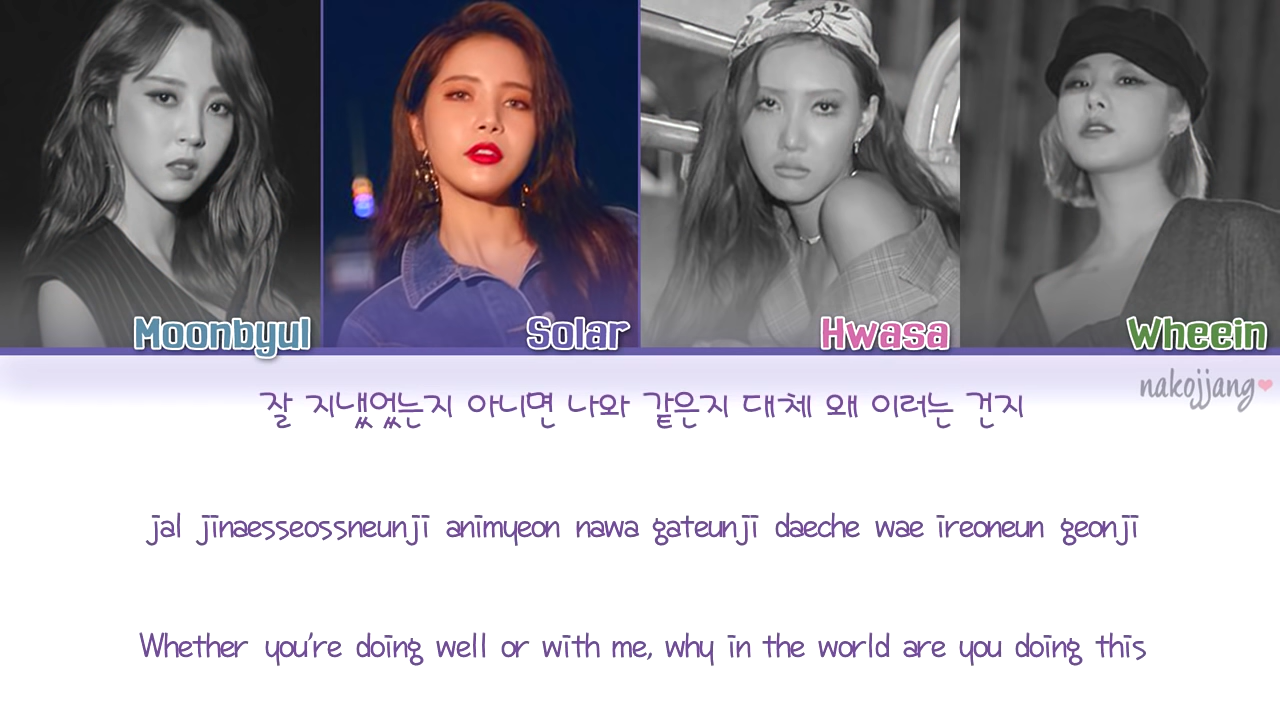 Moonbyul Solar Hwasa Wheein
nakojjang
잘 지냈었는지 아니면 나와 같은지 대체 왜 이러는 건지
jal jinaesseossneunji animyeon nawa gateunji daeche wae ireoneun geonji
Whether you're doing well or with me, why in the world are you doing this